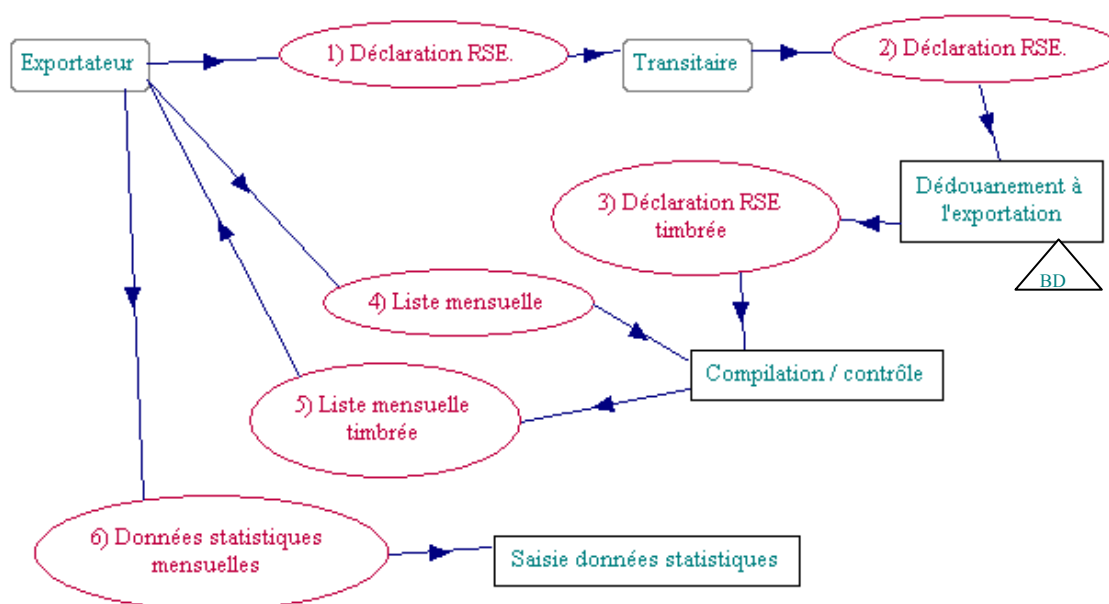 Exportateur
1) Déclaration RSE.
Transitaire
2) Déclaration RSE.
Dédouanement à
l'exportation
BD
3) Déclaration RSE
timbrée
4) Liste mensuelle
Compilation / contrôle
5) Liste mensuelle
timbrée
6) Données statistiques
mensuelles
Saisie données statistiques